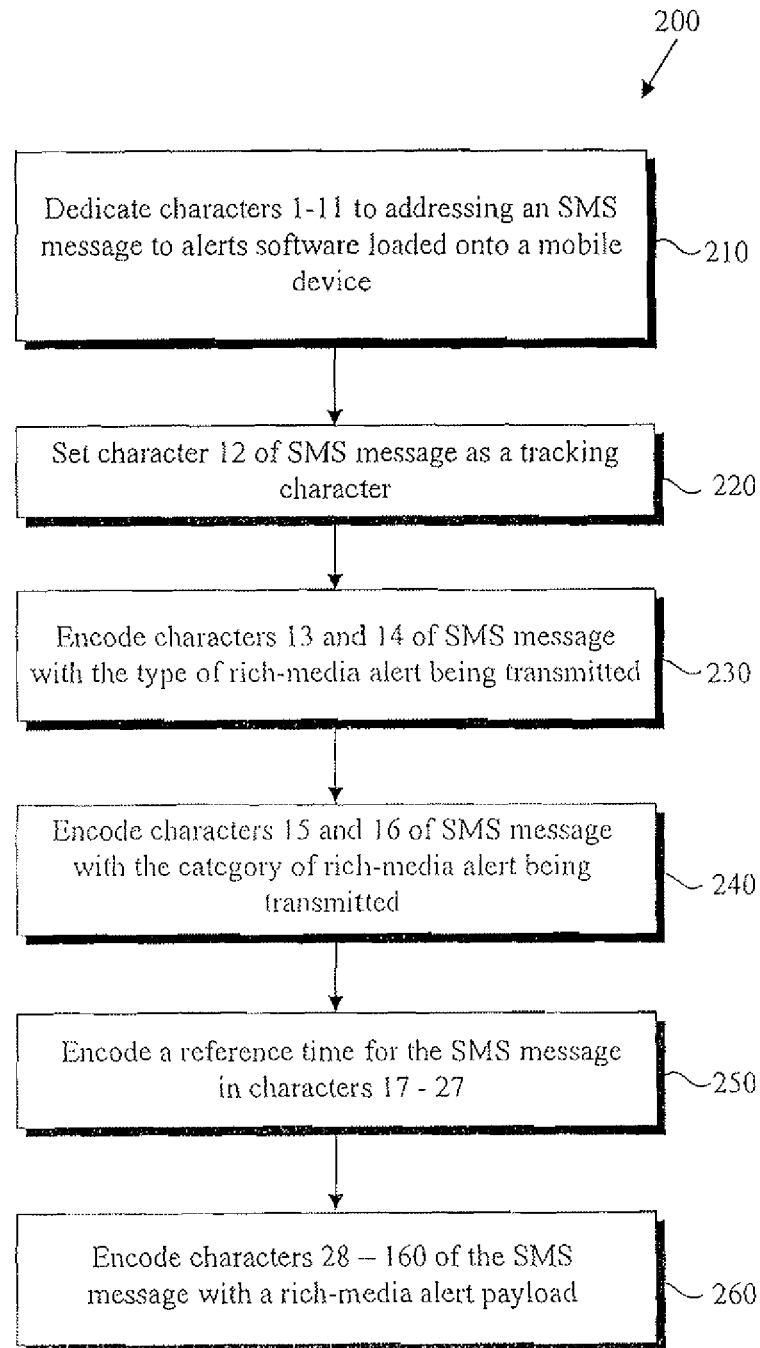 200
Dedicate characters 1-11 to addressing an SMS
message to alerts software loaded onto a mobile
device
210
Set character 12 of SMS message as a tracking
character
220
Encode characters 13 and 14 of SMS message
with the type of rich-media alert being transmitted
230
Encode characters 15 and 16 of SMS message
with the category of rich-media alert being
transmitted
240
Encode a reference time for the SMS message
in characters 17 - 27
250
Encode characters 28 – 160 of the SMS
message with a rich-media alert payload
260